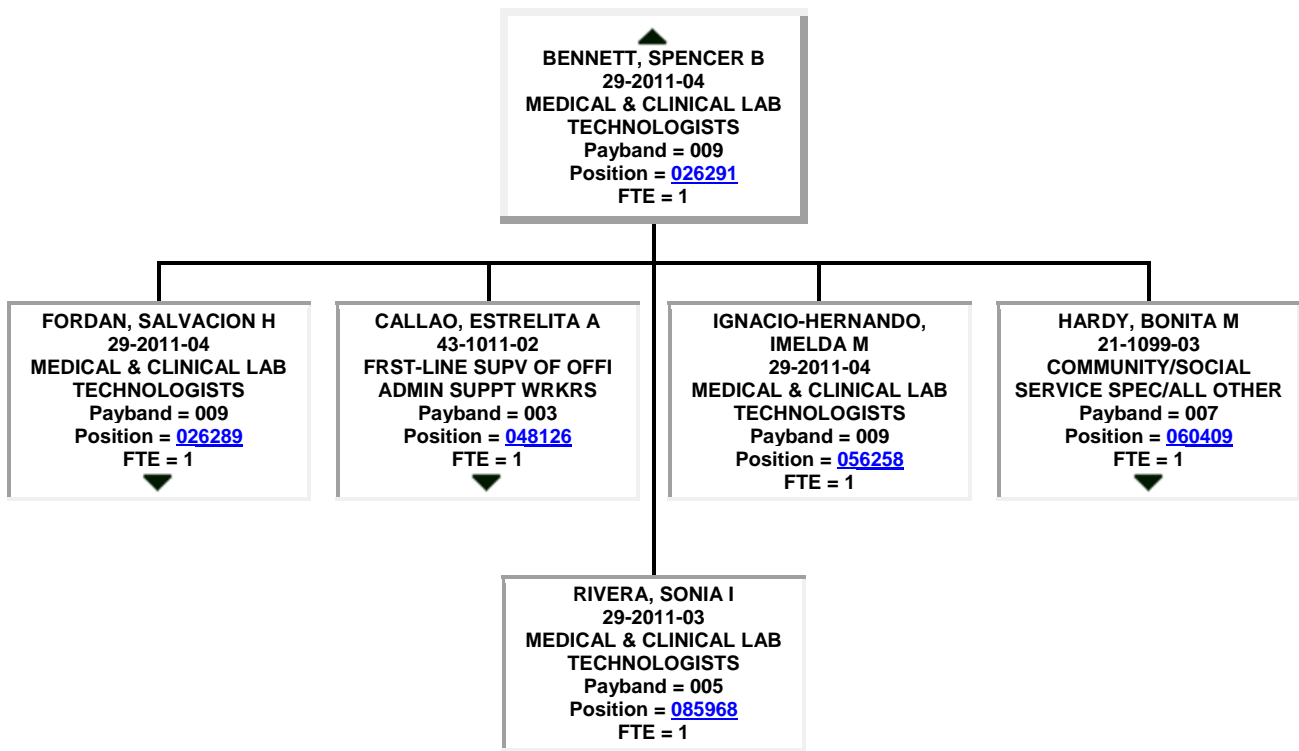 BENNETT, SPENCER B
29-2011-04
MEDICAL & CLINICAL LAB
TECHNOLOGISTS
Payband = 009
Position = 026291
FTE = 1
FORDAN, SALVACION H
29-2011-04
MEDICAL & CLINICAL LAB
TECHNOLOGISTS
Payband = 009
Position = 026289
FTE = 1
CALLAO, ESTRELITA A
43-1011-02
FRST-LINE SUPV OF OFFI
ADMIN SUPPT WRKRS
Payband = 003
Position = 048126
FTE = 1
IGNACIO-HERNANDO,
IMELDA M
29-2011-04
MEDICAL & CLINICAL LAB
TECHNOLOGISTS
Payband = 009
Position = 056258
FTE = 1
HARDY, BONITA M
21-1099-03
COMMUNITY/SOCIAL
SERVICE SPEC/ALL OTHER
Payband = 007
Position = 060409
FTE = 1
RIVERA, SONIA I
29-2011-03
MEDICAL & CLINICAL LAB
TECHNOLOGISTS
Payband = 005
Position = 085968
FTE = 1